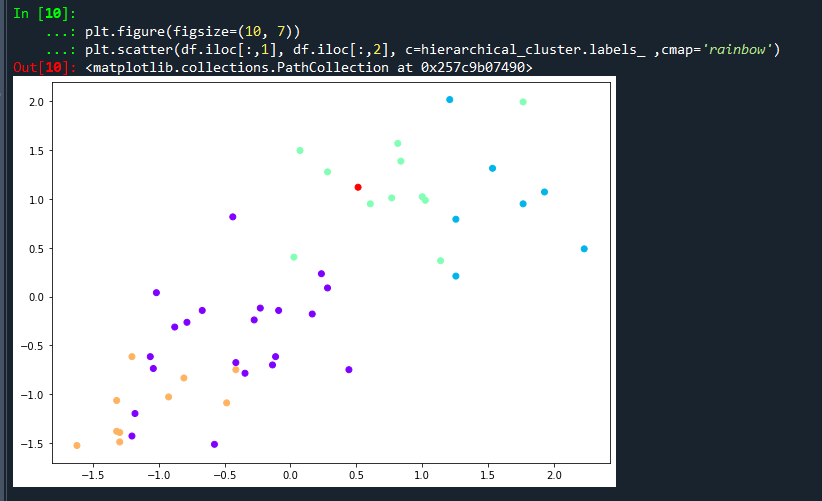 In [10]:
...: plt.figure(figsize=(10, 7))
...: plt.scatter(df.iloc[:,1], df.iloc[:,2], c=hierarchical_cluster.labels_ ,cmap='rainbow')
Out[10]: <matplotlib.collections.PathCollection at 0x257c9b07490>
2.0
1.5
1.0
0.5
0.0
−0.5
−1.0
−1.5
−1.5 −1.0 −0.5 0.0 0.5 1.0 1.5 2.0